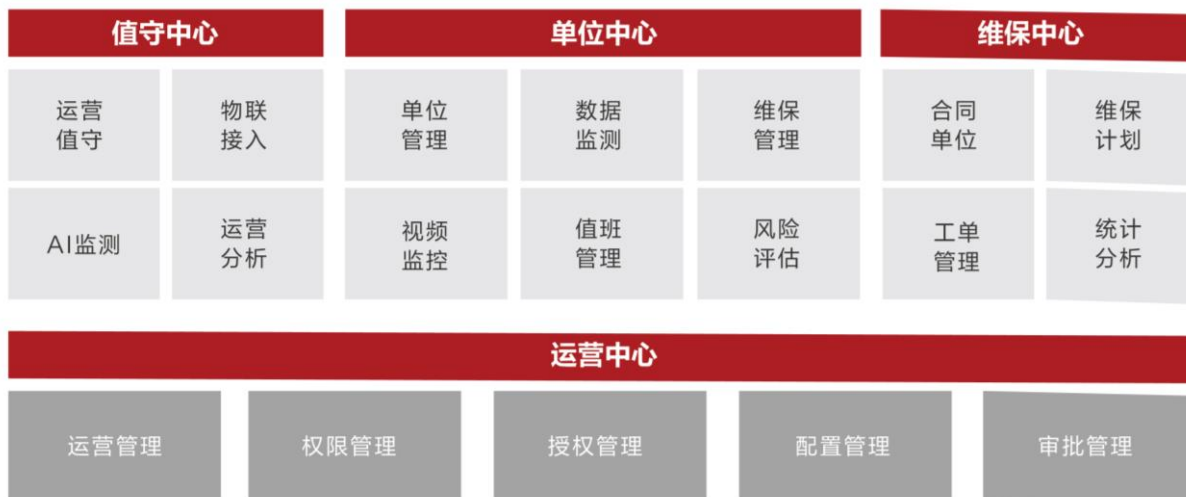 值守中心
单位中心
维保中心
运营
值守
物联
接入
单位
管理
数据
监测
维保
管理
合同
单位
维保
计划
AI监测
运营
分析
视频
监控
值班
管理
风险
评估
工单
管理
统计
分析
运营中心
运营管理
权限管理
授权管理
配置管理
审批管理